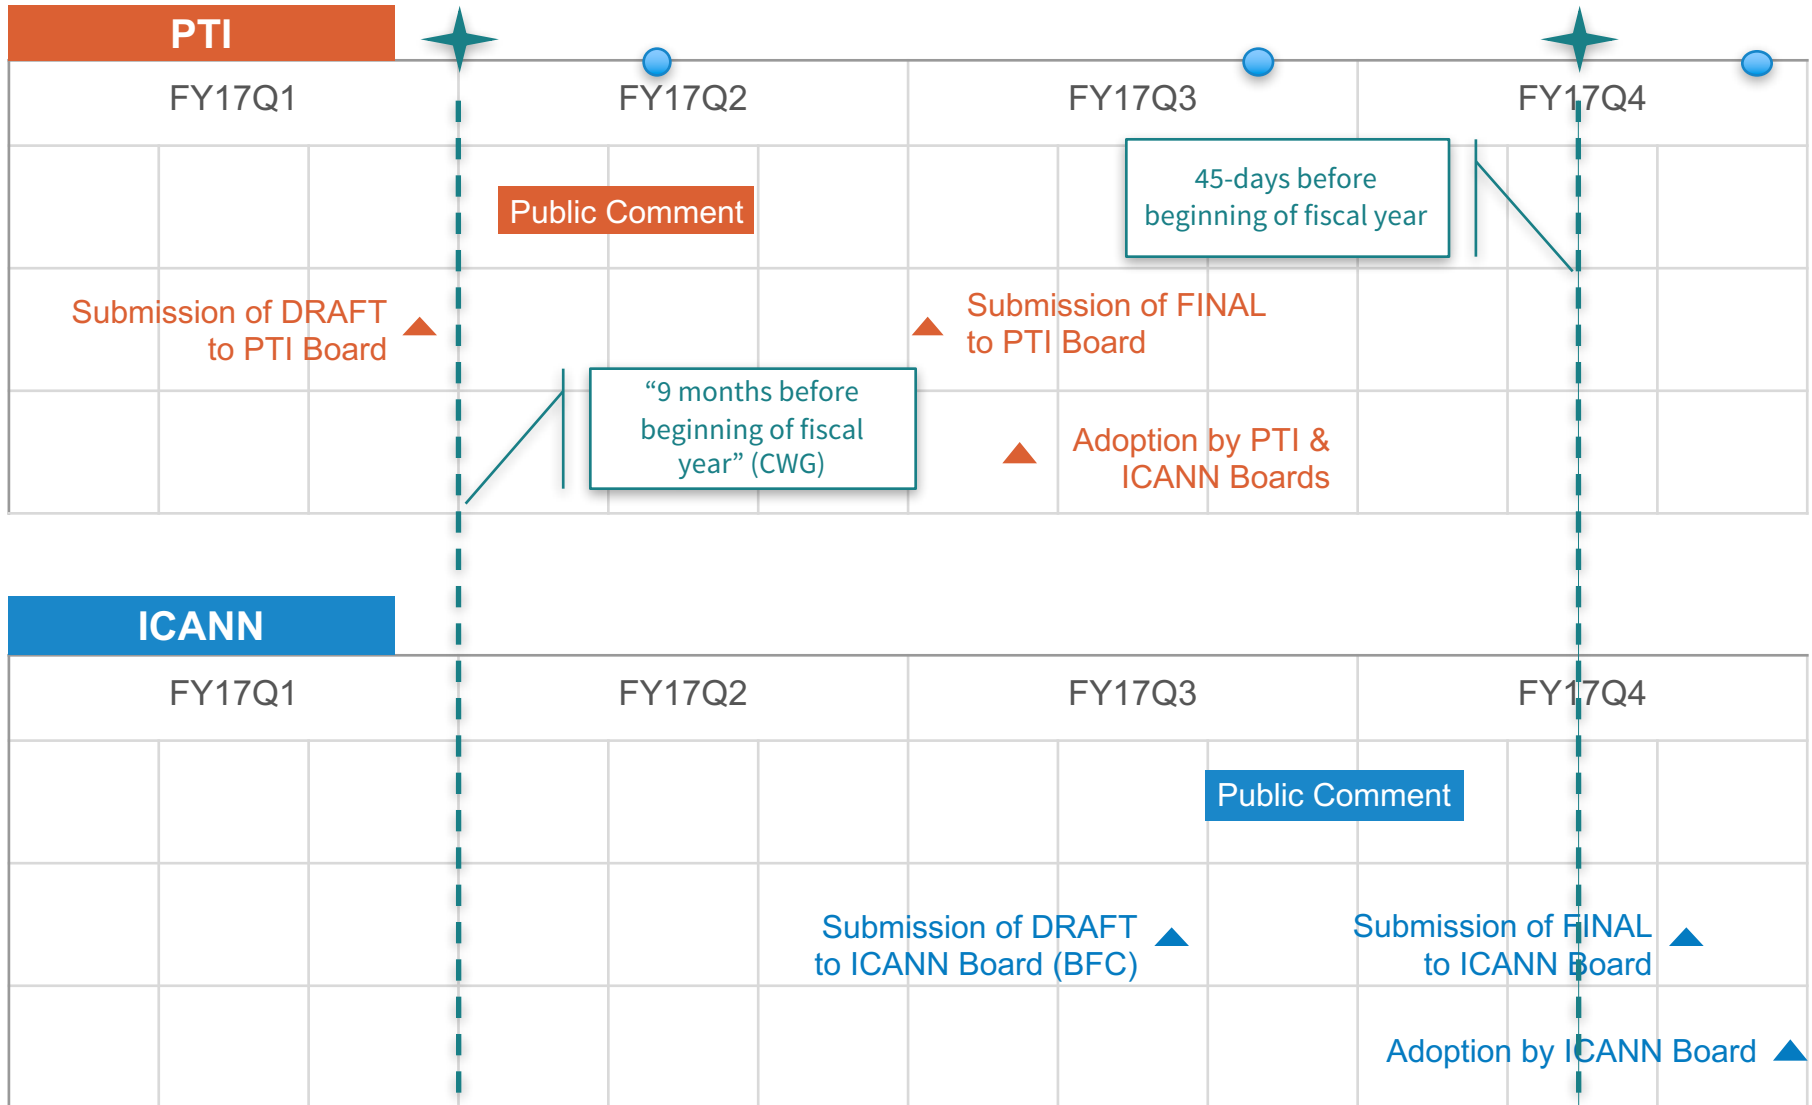 PTI
FY17Q1
FY17Q2
FY17Q3
FY17Q4
45-days before
beginning of fiscal year
Public Comment
Submission of DRAFT
to PTI Board
Submission of FINAL
to PTI Board
“9 months before
beginning of fiscal
year” (CWG)
Adoption by PTI &
ICANN Boards
ICANN
FY17Q1
FY17Q2
FY17Q3
FY17Q4
Public Comment
Submission of DRAFT
to ICANN Board (BFC)
Submission of FINAL
to ICANN Board
Adoption by ICANN Board